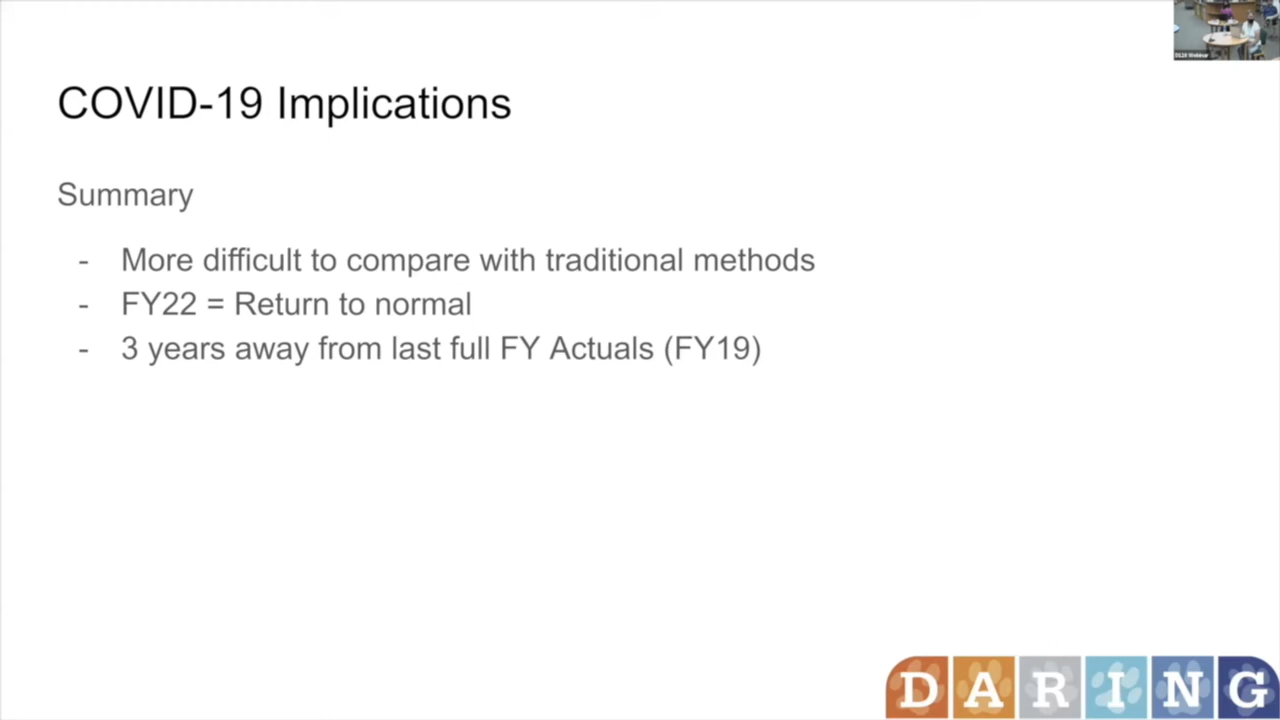 COVID-19 Implications
Summary
- More difficult to compare with traditional methods
- FY22 = Return to normal
- 3 years away from last full FY Actuals (FY19)
DARING